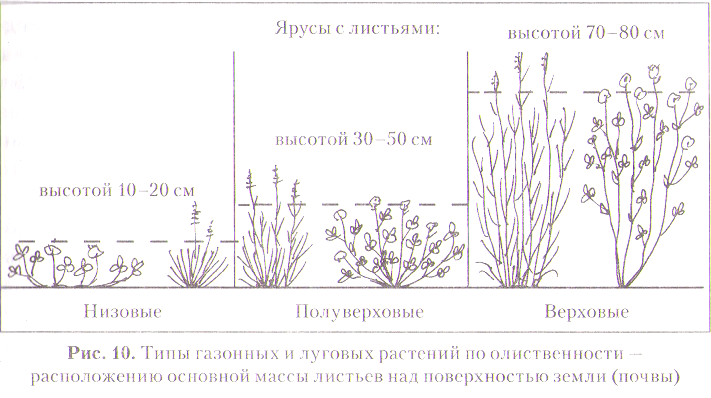 Ярусы с листьями:
высотой 70–80 см
высотой 30–50 см
высотой 10–20 см
Низовые Полуверховые Верховые
Рис. 10. Типы газонных и луговых растений по олиственности –
расположению основной массы листьев над поверхностью земли (почвы)